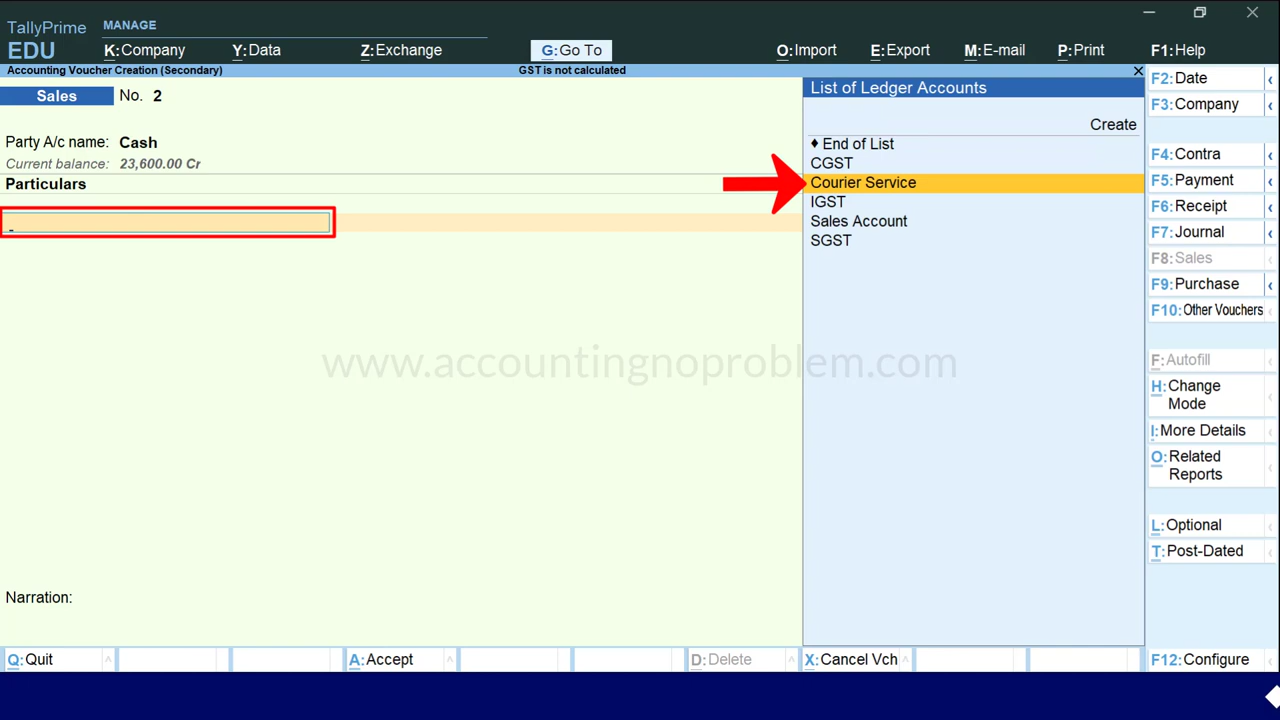 TallyPrime
EDU
MANAGE
K:Company Y:Data Z:Exchange G:Go To O:Import E:Export M:E-mail P:Print F1:Help
Accounting Voucher Creation (Secondary) GST is not calculated
Sales No. 2
Party A/c name: Cash
Current balance: 23,600.00 Cr
Particulars
List of Ledger Accounts
Create
♦ End of List
CGST
Courier Service
IGST
Sales Account
SGST
www.accountingnoproblem.com
Narration:
F2:Date
F3:Company
F4:Contra
F5:Payment
F6:Receipt
F7:Journal
F8:Sales
F9:Purchase
F10:Other Vouchers
F:Autofill
H:Change
Mode
I:More Details
O:Related
Reports
L:Optional
T:Post-Dated
Q:Quit A:Accept D:Delete X:Cancel Vch F12:Configure